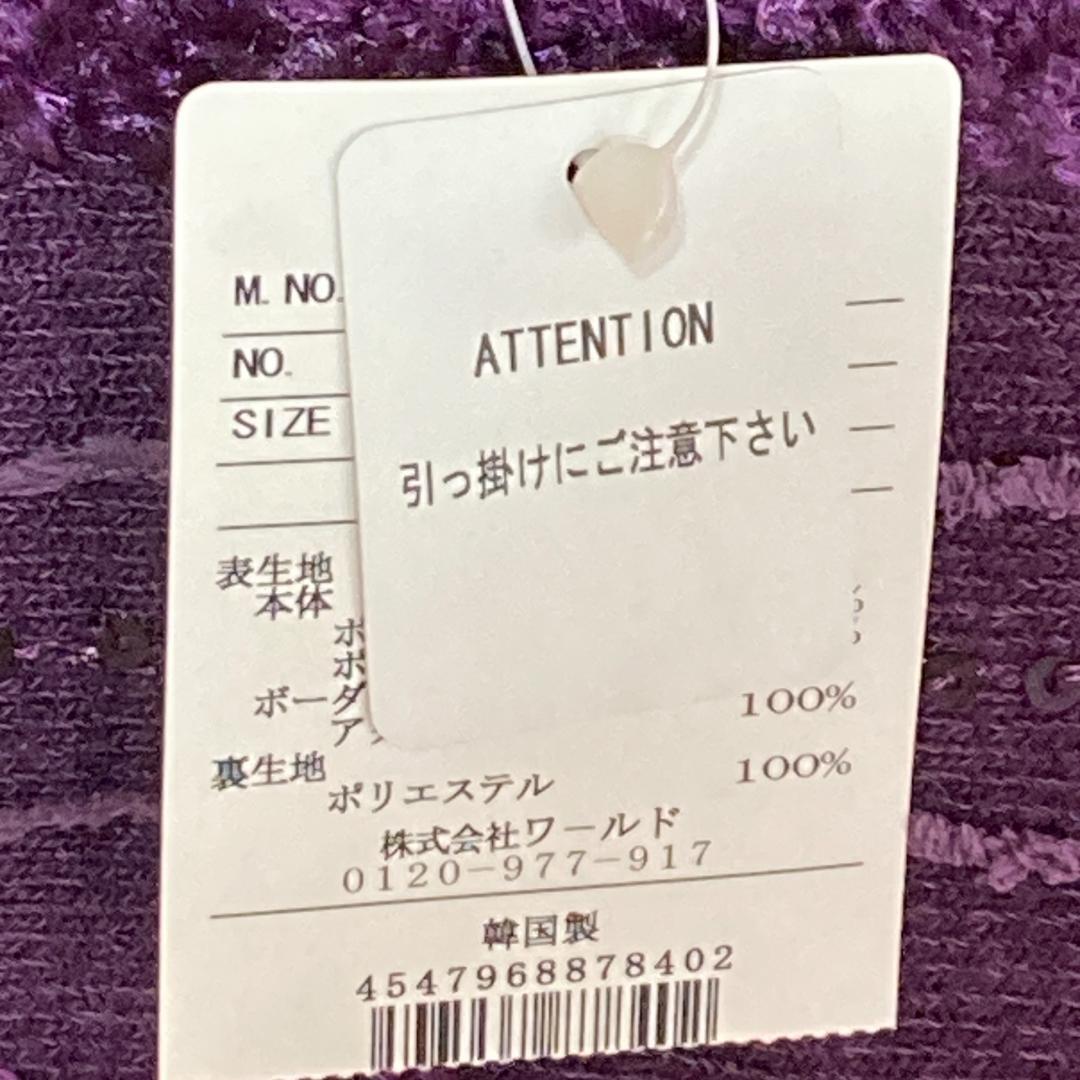 M. NO.
NO.
SIZE
ATTENTION
引っ掛けにご注意下さい
表生地
本体
ボーダ
100%
裏生地
ポリエステル 100%
株式会社ワールド
0120-977-917
韓国製
4547968878402